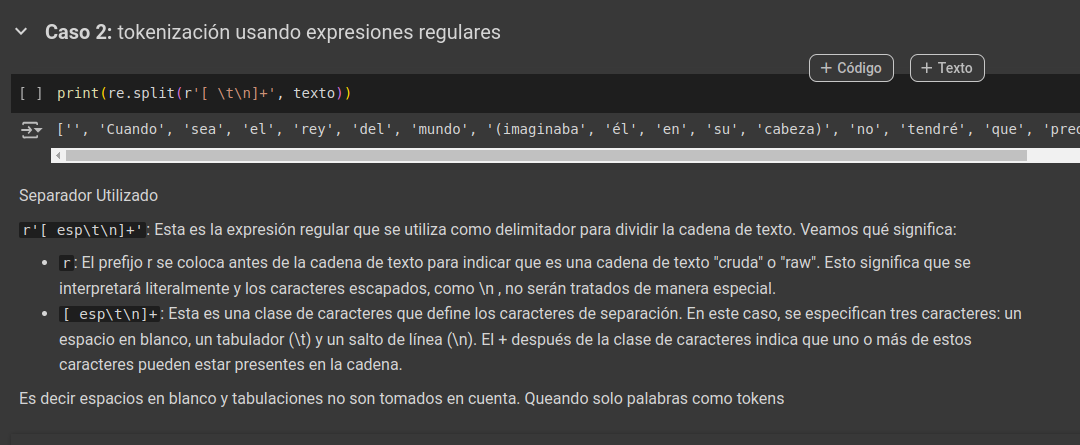 Caso 2: tokenización usando expresiones regulares
+ Código
+ Texto
[ ] print(re.split(r'[ \t\n]+', texto))
['', 'Cuando', 'sea', 'el', 'rey', 'del', 'mundo', '(imaginaba', 'él', 'en', 'su', 'cabeza)', 'no', 'tendré', 'que', 'prec
Separador Utilizado
r'[ esp\t\n]+': Esta es la expresión regular que se utiliza como delimitador para dividir la cadena de texto. Veamos qué significa:
• r: El prefijo r se coloca antes de la cadena de texto para indicar que es una cadena de texto "cruda" o "raw". Esto significa que se
interpretará literalmente y los caracteres escapados, como \n , no serán tratados de manera especial.
• [ esp\t\n]+: Esta es una clase de caracteres que define los caracteres de separación. En este caso, se especifican tres caracteres: un
espacio en blanco, un tabulador (\t) y un salto de línea (\n). El + después de la clase de caracteres indica que uno o más de estos
caracteres pueden estar presentes en la cadena.
Es decir espacios en blanco y tabulaciones no son tomados en cuenta. Queando solo palabras como tokens